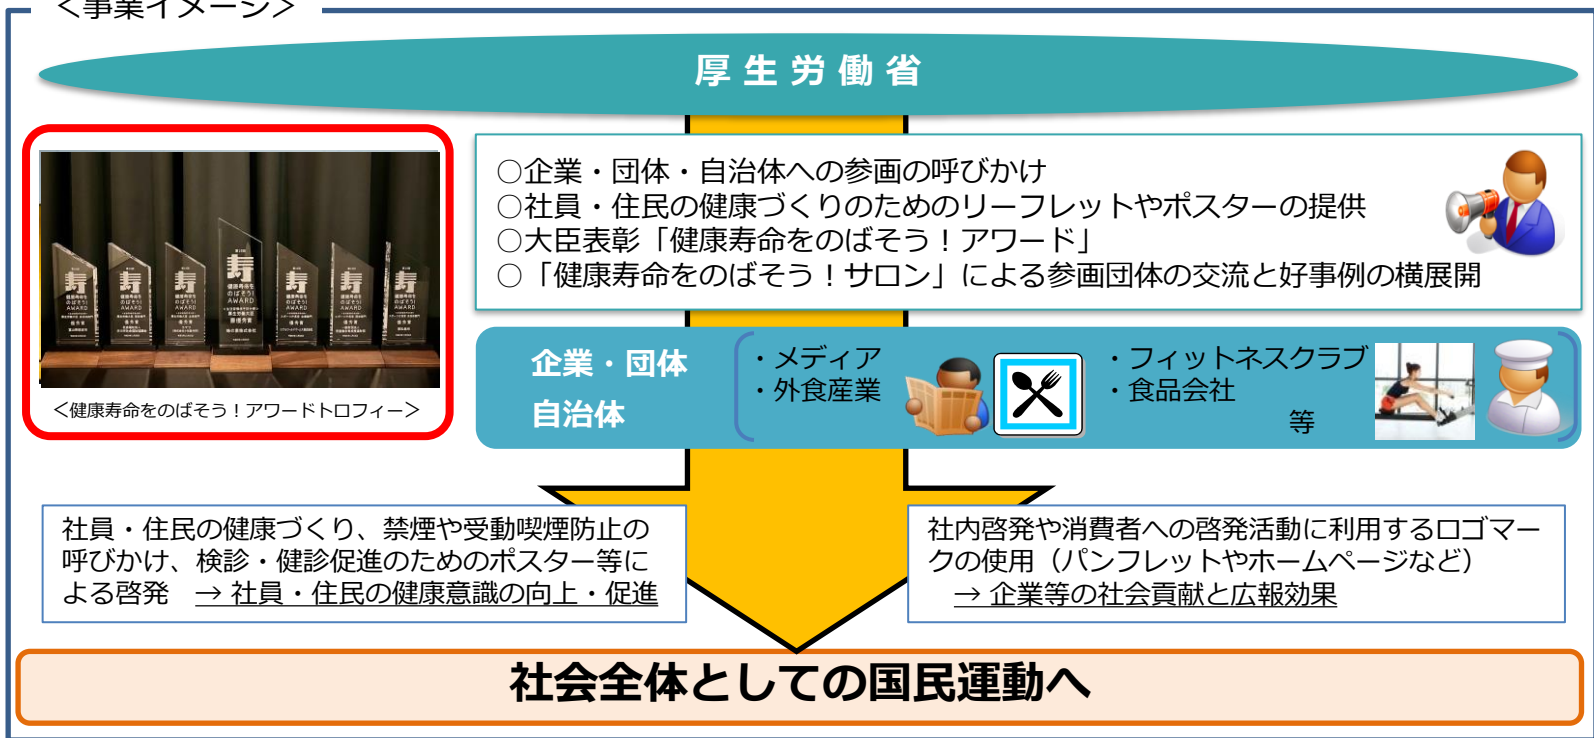 ＜事業イメージ＞
厚生労働省
○企業・団体・自治体への参画の呼びかけ
○社員・住民の健康づくりのためのリーフレットやポスターの提供
○大臣表彰「健康寿命をのばそう！アワード」
○「健康寿命をのばそう！サロン」による参画団体の交流と好事例の横展開
寿
健康寿命を
のばそう！
AWARD
＜健康寿命をのばそう！アワードトロフィー＞
企業・団体
自治体
・メディア
・外食産業
・フィットネスクラブ
・食品会社
等
社員・住民の健康づくり、禁煙や受動喫煙防止の
呼びかけ、検診・健診促進のためのポスター等に
よる啓発　→ 社員・住民の健康意識の向上・促進
社内啓発や消費者への啓発活動に利用するロゴマー
クの使用（パンフレットやホームページなど）
→ 企業等の社会貢献と広報効果
社会全体としての国民運動へ